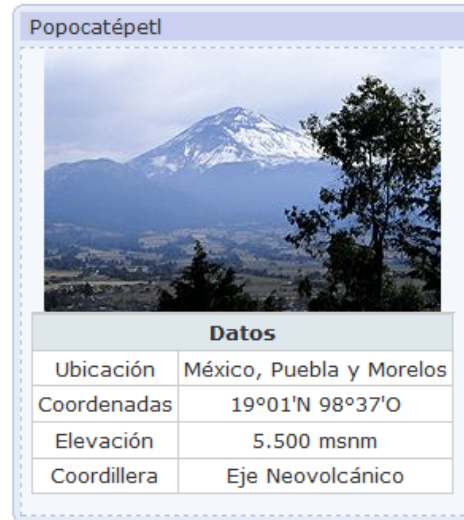 Popocatépetl
Datos
Ubicación México, Puebla y Morelos
Coordenadas 19°01'N 98°37'O
Elevación 5.500 msnm
Coordillera Eje Neovolcánico